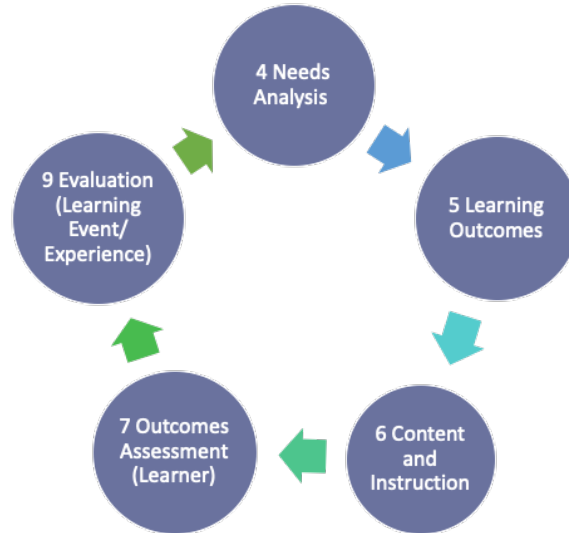 4 Needs
Analysis
5 Learning
Outcomes
6 Content
and
Instruction
7 Outcomes
Assessment
(Learner)
9 Evaluation
(Learning
Event/
Experience)